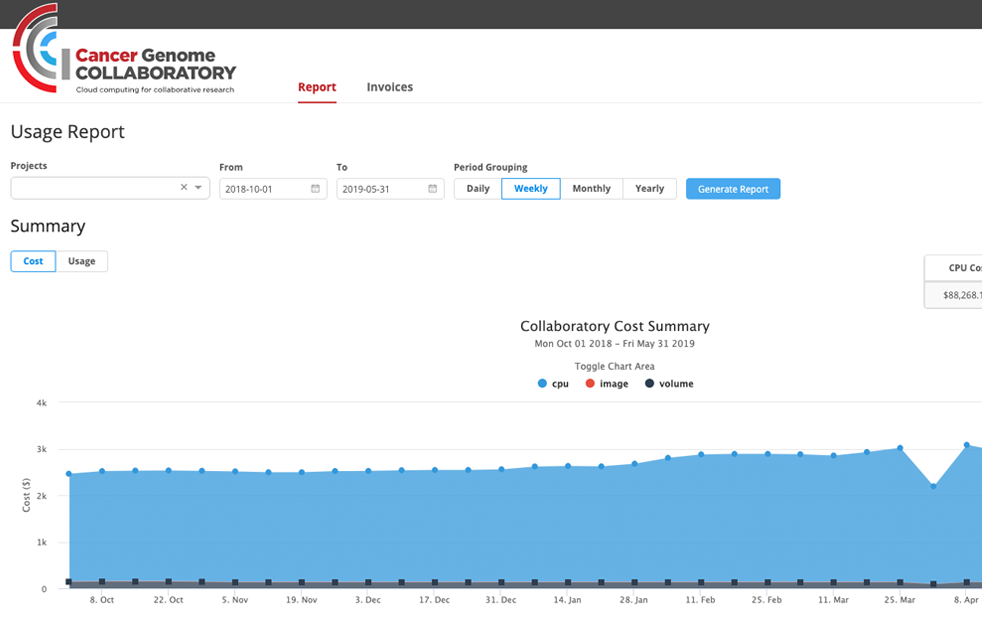 Cancer Genome
COLLABORATORY
Cloud computing for collaborative research
Report Invoices
Usage Report
Projects From To Period Grouping
2018-10-01 2019-05-31 Daily Weekly Monthly Yearly Generate Report
Summary
Cost Usage
CPU Cos
$88,268.1
Collaboratory Cost Summary
Mon Oct 01 2018 – Fri May 31 2019
Toggle Chart Area
cpu image volume
4k
3k
2k
1k
0
Cost ($)
8. Oct 22. Oct 5. Nov 19. Nov 3. Dec 17. Dec 31. Dec 14. Jan 28. Jan 11. Feb 25. Feb 11. Mar 25. Mar 8. Apr